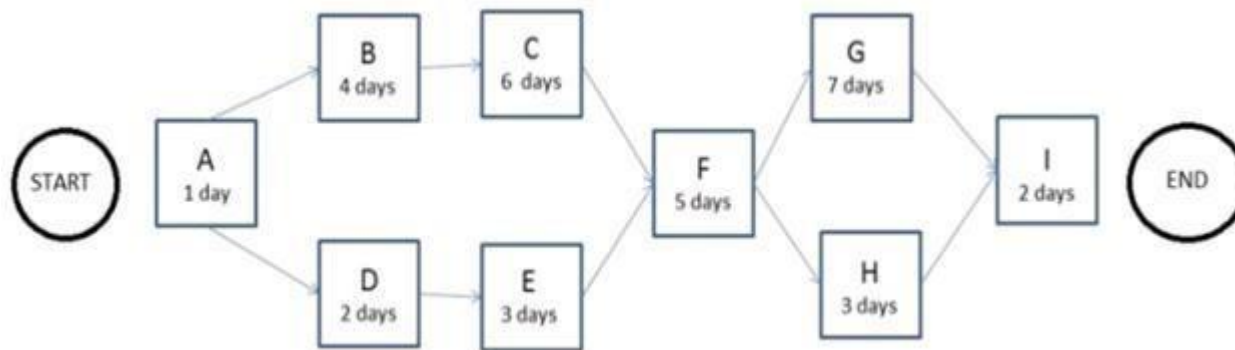 START
A
1 day
B
4 days
C
6 days
D
2 days
E
3 days
F
5 days
G
7 days
H
3 days
I
2 days
END